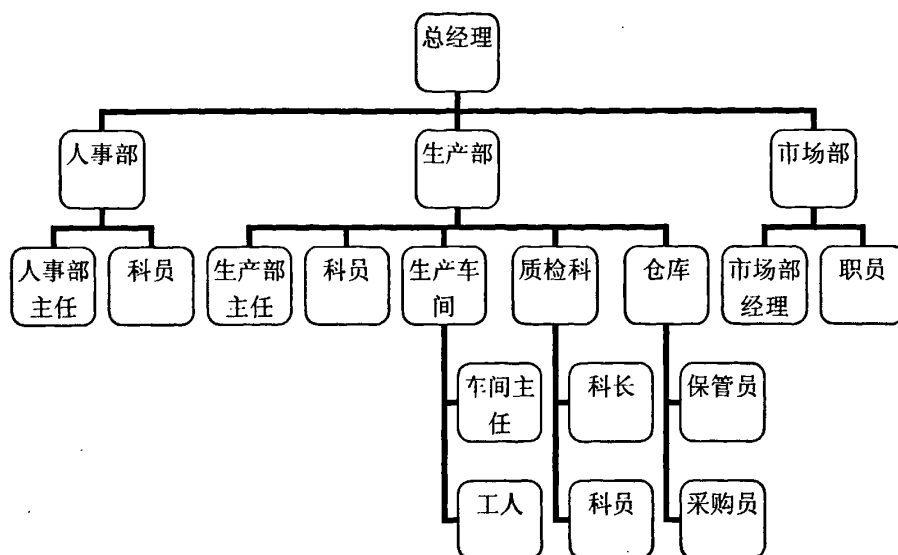 总经理
人事部
生产部
市场部
人事部
主任
科员
生产部
主任
科员
生产车
间
质检科
仓库
市场部
经理
职员
车间主
任
科长
保管员
工人
科员
采购员